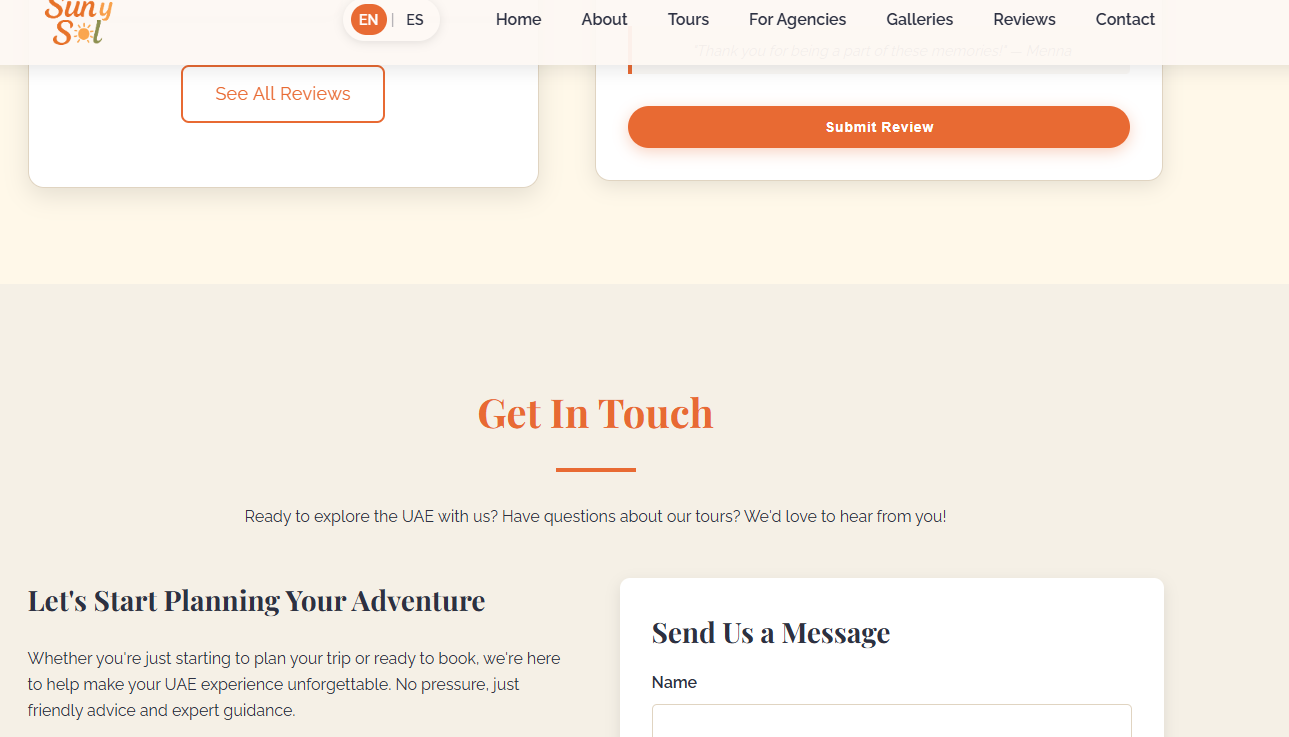 Sun y
Sol
EN | ES
Home
About
Tours
For Agencies
Galleries
Reviews
Contact
"Thank you for being a part of these memories!" — Menna
See All Reviews
Submit Review
Get In Touch
Ready to explore the UAE with us? Have questions about our tours? We'd love to hear from you!
Let's Start Planning Your Adventure
Whether you're just starting to plan your trip or ready to book, we're here
to help make your UAE experience unforgettable. No pressure, just
friendly advice and expert guidance.
Send Us a Message
Name